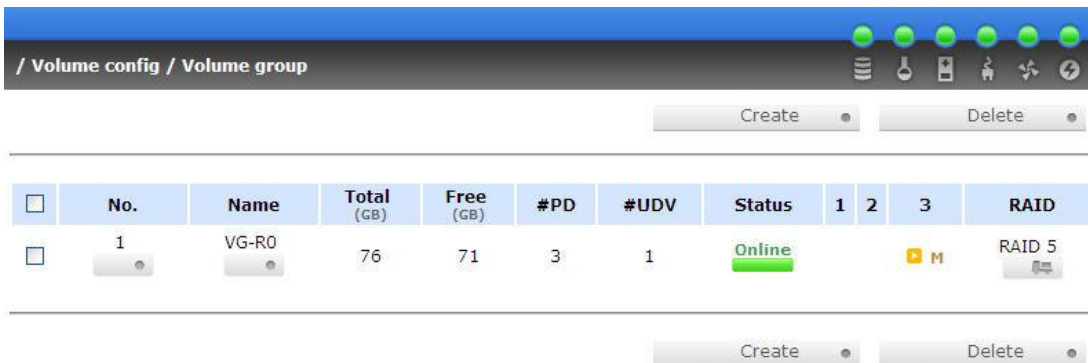 / Volume config / Volume group
Create Delete
No. Name Total (GB) Free (GB) #PD #UDV Status 1 2 3 RAID
1 VG-R0 76 71 3 1 Online M RAID 5
Create Delete